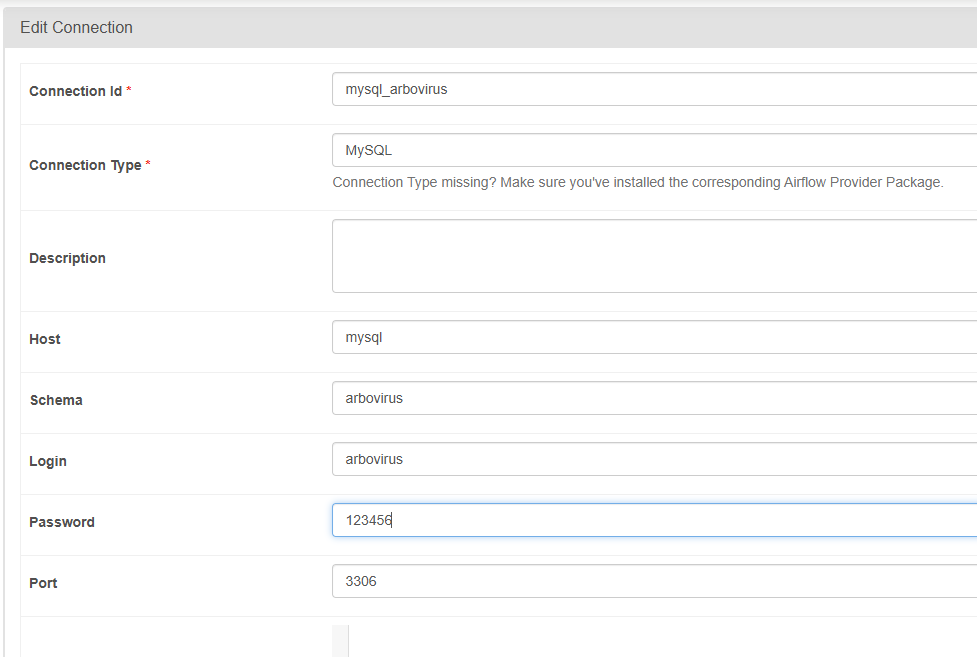 Edit Connection
Connection Id *
mysql_arbovirus
Connection Type *
MySQL
Connection Type missing? Make sure you've installed the corresponding Airflow Provider Package.
Description
Host
mysql
Schema
arbovirus
Login
arbovirus
Password
123456
Port
3306